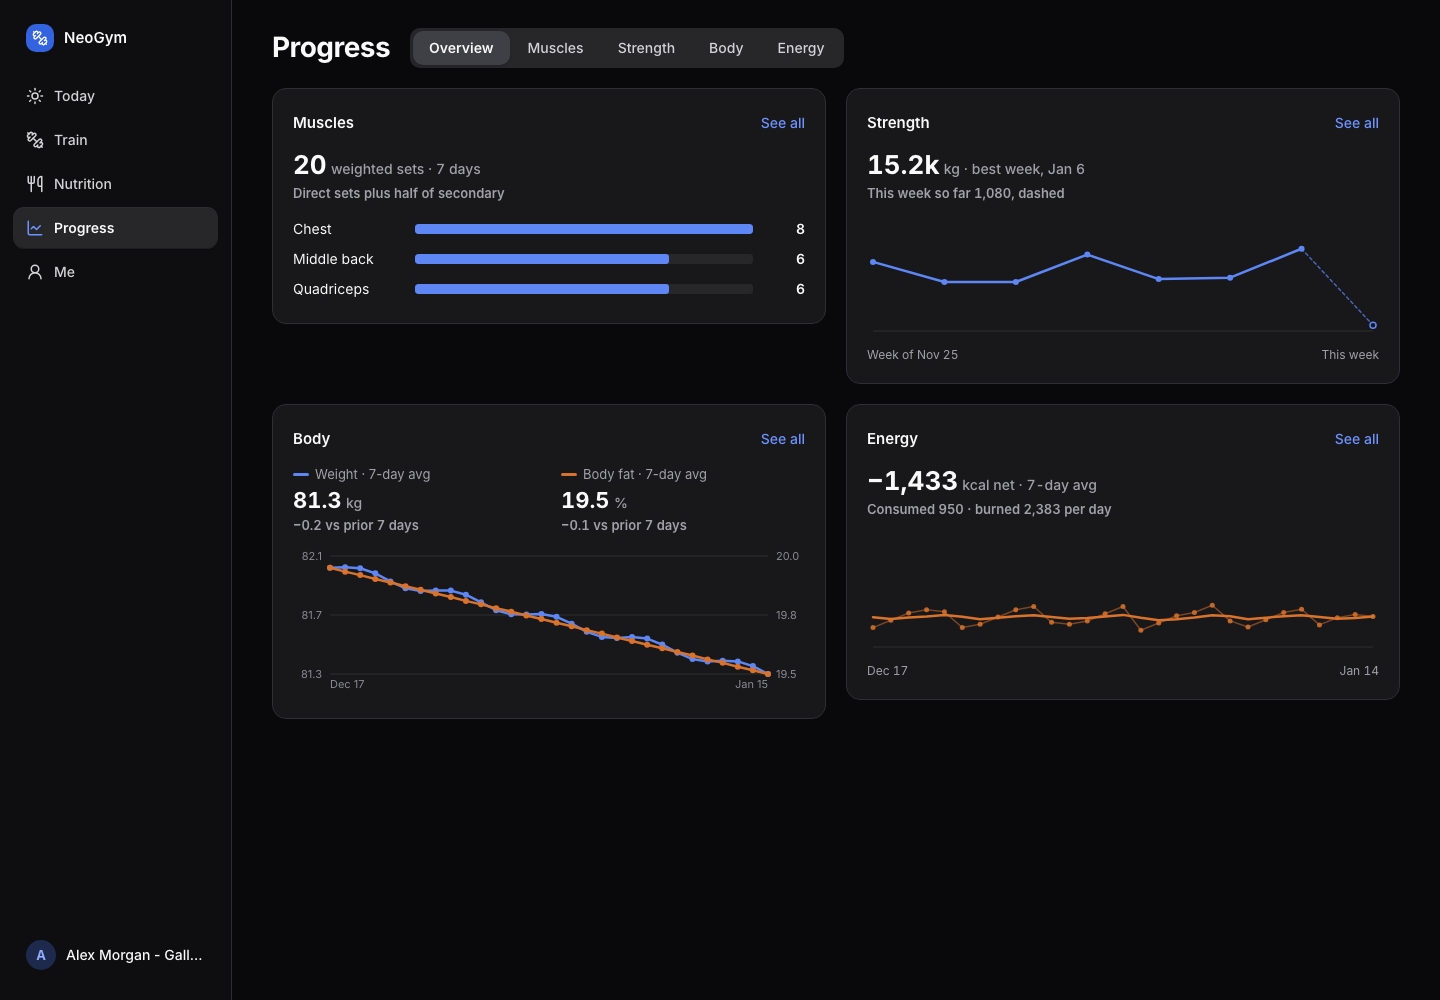 NeoGym
Today
Train
Nutrition
Progress
Me
A
Alex Morgan - Gall...
Progress
Overview
Muscles
Strength
Body
Energy
Muscles
See all
20 weighted sets · 7 days
Direct sets plus half of secondary
Chest 8
Middle back 6
Quadriceps 6
Strength
See all
15.2k kg · best week, Jan 6
This week so far 1,080, dashed
Week of Nov 25
This week
Body
See all
Weight · 7-day avg
81.3 kg
−0.2 vs prior 7 days
Body fat · 7-day avg
19.5 %
−0.1 vs prior 7 days
82.1 20.0
81.7 19.8
81.3 19.5
Dec 17 Jan 15
Energy
See all
−1,433 kcal net · 7-day avg
Consumed 950 · burned 2,383 per day
Dec 17
Jan 14